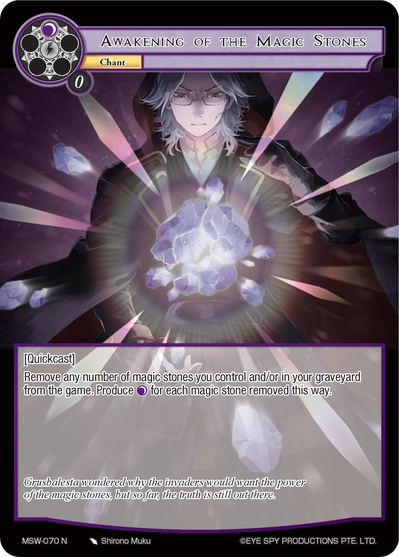 Awakening of the Magic Stones
Chant
0
[Quickcast]
Remove any number of magic stones you control and/or in your graveyard
from the game. Produce for each magic stone removed this way.
Grusbalesta wondered why the invaders would want the power
of the magic stones, but so far, the truth is still out there.
MSW-070 N Shirono Muku ©EYE SPY PRODUCTIONS PTE. LTD.